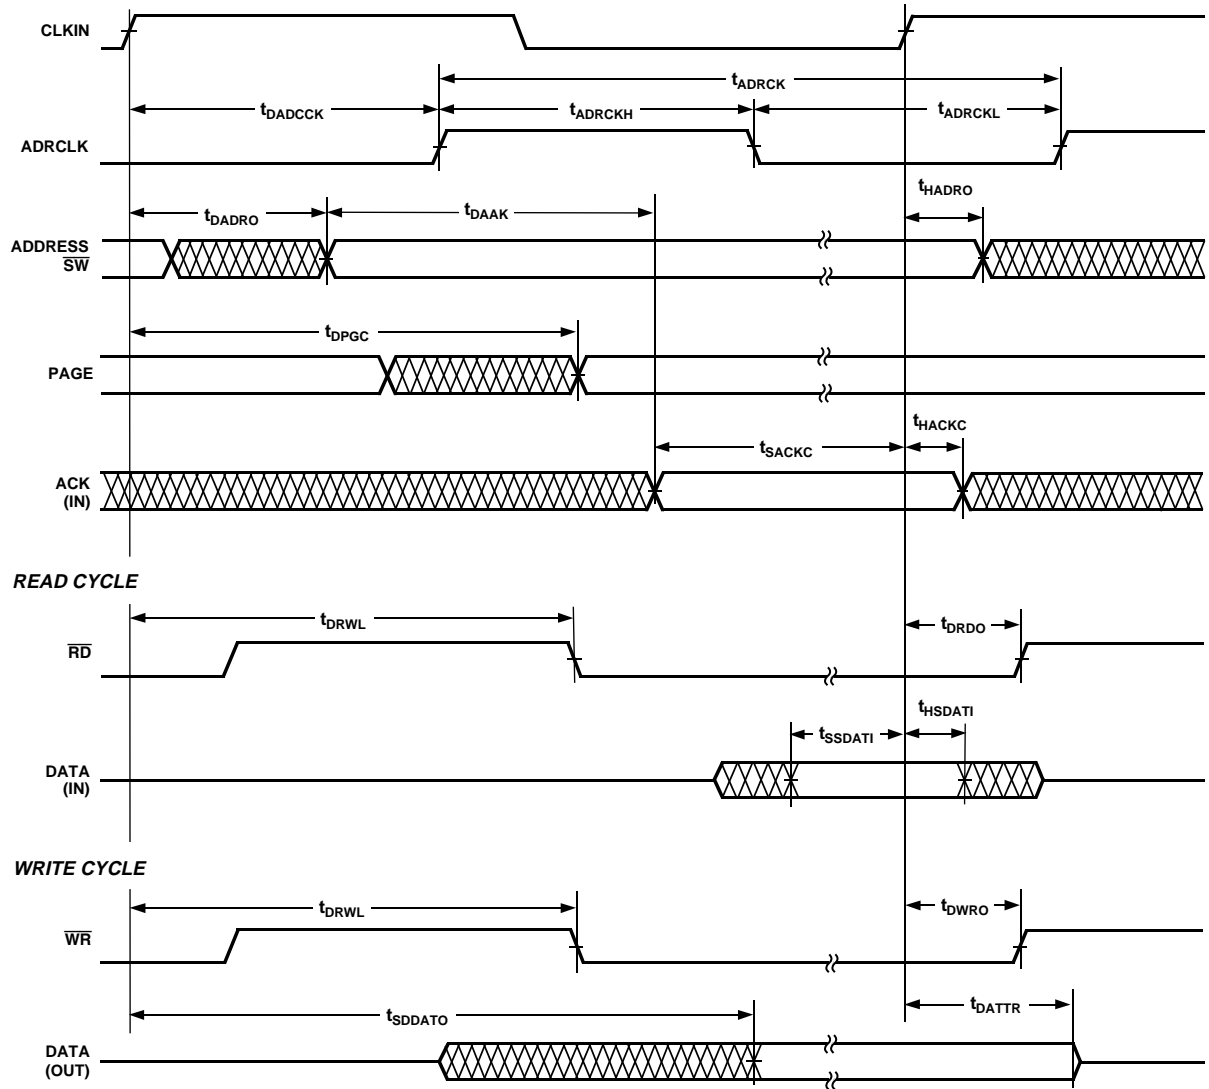 CLKIN
tADRCK
tDADCCK
tADRCKH
tADRCKL
ADRCLK
tHADRO
tDADRO
tDAAK
ADDRESS
SW
tDPGC
PAGE
tHACKC
tSACKC
ACK
(IN)
READ CYCLE
tDRWL
tDRDO
RD
tHSDATI
tSSDATI
DATA
(IN)
WRITE CYCLE
tDRWL
tDWRO
WR
tDATTR
tSDDATO
DATA
(OUT)